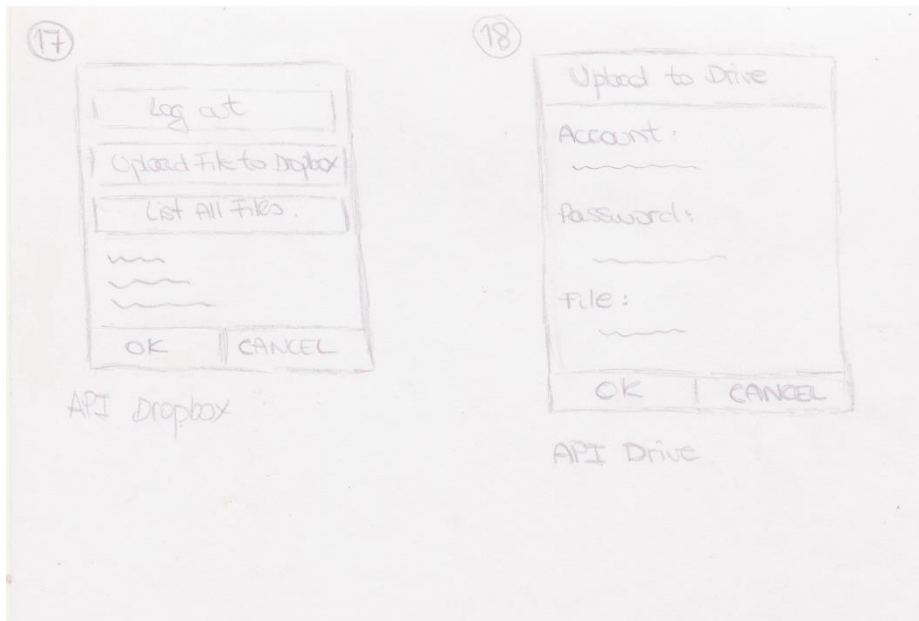 17
Log out
Upload File to Dropbox
List All Files.
OK CANCEL
API Dropbox
18
Upload to Drive
Account:
Password:
File:
OK CANCEL
API Drive